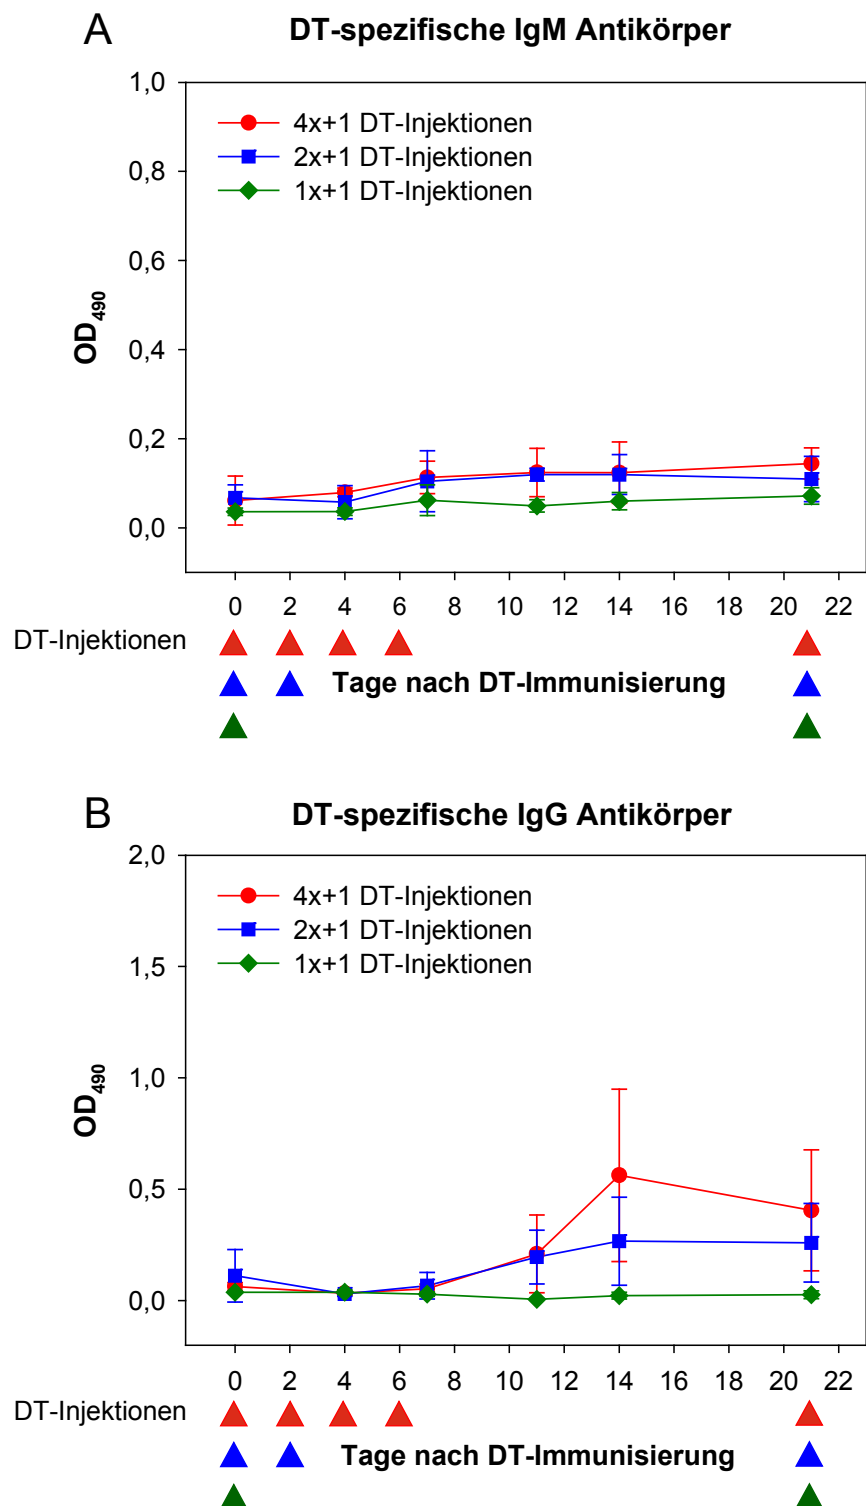 A
DT-spezifische IgM Antikörper
1,0
0,8
0,6
0,4
0,2
0,0
OD490
4x+1 DT-Injektionen
2x+1 DT-Injektionen
1x+1 DT-Injektionen
0 2 4 6 8 10 12 14 16 18 20 22
DT-Injektionen
Tage nach DT-Immunisierung
B
DT-spezifische IgG Antikörper
2,0
1,5
1,0
0,5
0,0
OD490
4x+1 DT-Injektionen
2x+1 DT-Injektionen
1x+1 DT-Injektionen
0 2 4 6 8 10 12 14 16 18 20 22
DT-Injektionen
Tage nach DT-Immunisierung